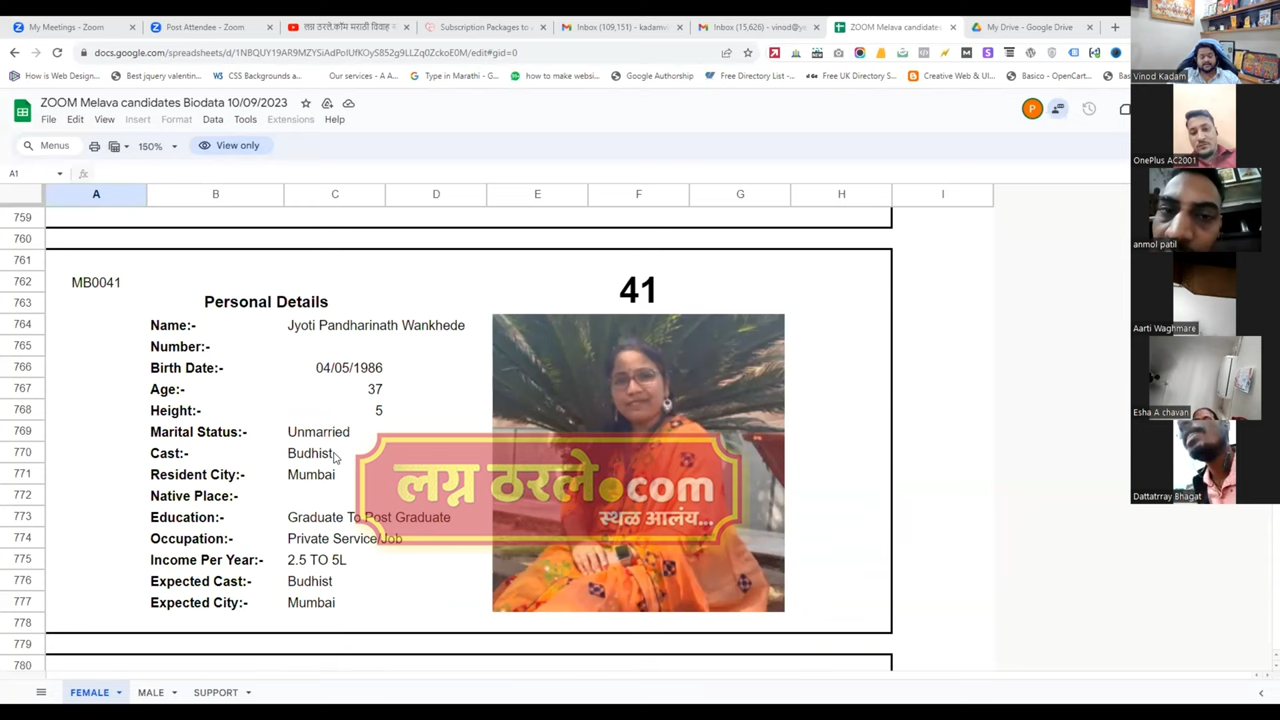 My Meetings - Zoom
Post Attendee - Zoom
लग्न ठरले.कॉम मराठी विवाह
Subscription Packages to
Inbox (109,151) - kadamvi
Inbox (15,626) - vinod@ye
ZOOM Melava candidates
My Drive - Google Drive
docs.google.com/spreadsheets/d/
edit#gid=0
How is Web Design...
Best jquery valentin...
CSS Backgrounds a...
Our services - A A...
Type in Marathi - G...
how to make websi...
Google Authorship
Free Directory List -...
Free UK Directory S...
Creative Web & UI...
Basico - OpenCart...
ZOOM Melava candidates Biodata 10/09/2023
File Edit View Insert Format Data Tools Extensions Help
P
Menus
150%
View only
A1
fx
A B C D E F G H I
759
760
761
762 MB0041
41
763 Personal Details
764 Name:- Jyoti Pandharinath Wankhede
765 Number:-
766 Birth Date:- 04/05/1986
767 Age:- 37
768 Height:- 5
769 Marital Status:- Unmarried
770 Cast:- Budhist
771 Resident City:- Mumbai
772 Native Place:-
773 Education:- Graduate To Post Graduate
774 Occupation:- Private Service/Job
775 Income Per Year:- 2.5 TO 5L
776 Expected Cast:- Budhist
777 Expected City:- Mumbai
778
779
780
लग्न ठरले.com
स्थळ आलंय...
FEMALE MALE SUPPORT
Vinod Kadam
OnePlus AC2001
anmol patil
Aarti Waghmare
Esha A chavan
Dattatrray Bhagat